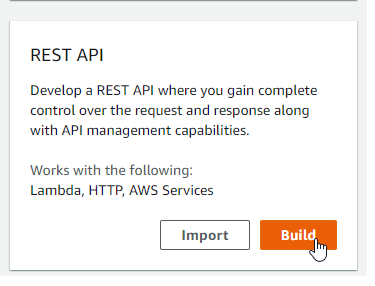 REST API
Develop a REST API where you gain complete
control over the request and response along
with API management capabilities.
Works with the following:
Lambda, HTTP, AWS Services
Import
Build